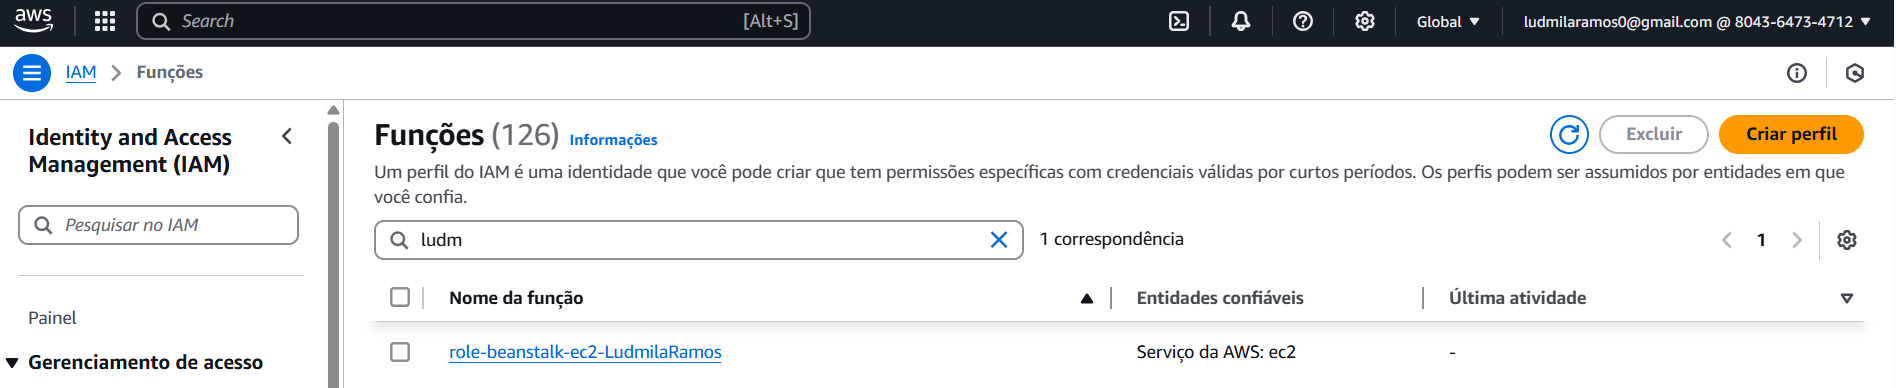 aws
Search
[Alt+S]
Global
ludmilaramos0@gmail.com @ 8043-6473-4712
IAM
Funções
Identity and Access
Management (IAM)
Pesquisar no IAM
Painel
Gerenciamento de acesso
Funções (126) Informações
Excluir
Criar perfil
Um perfil do IAM é uma identidade que você pode criar que tem permissões específicas com credenciais válidas por curtos períodos. Os perfis podem ser assumidos por entidades em que
você confia.
ludm
1 correspondência
1
Nome da função
Entidades confiáveis
Última atividade
role-beanstalk-ec2-LudmilaRamos
Serviço da AWS: ec2
-